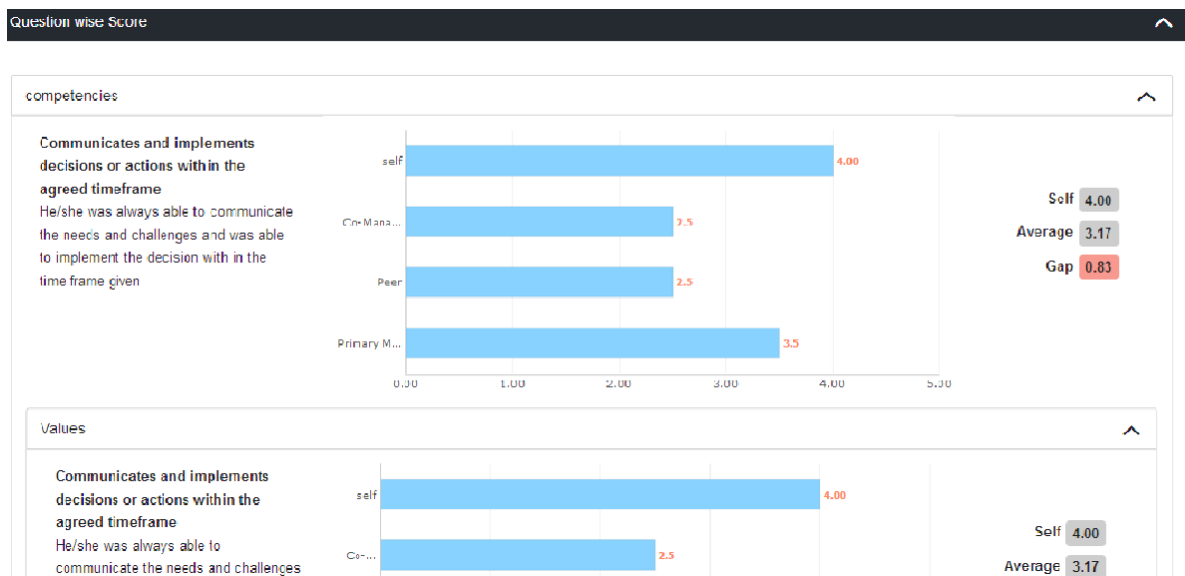 Question wise Score
competencies
Communicates and implements
decisions or actions within the
agreed timeframe
He/she was always able to communicate
the needs and challenges and was able
to implement the decision with in the
time frame given
self
4.00
Co-Mana...
2.5
Peer
2.5
Primary M...
3.5
0.00 1.00 2.00 3.00 4.00 5.00
Self 4.00
Average 3.17
Gap 0.83
Values
Communicates and implements
decisions or actions within the
agreed timeframe
He/she was always able to
communicate the needs and challenges
self
4.00
Co-...
2.5
Self 4.00
Average 3.17